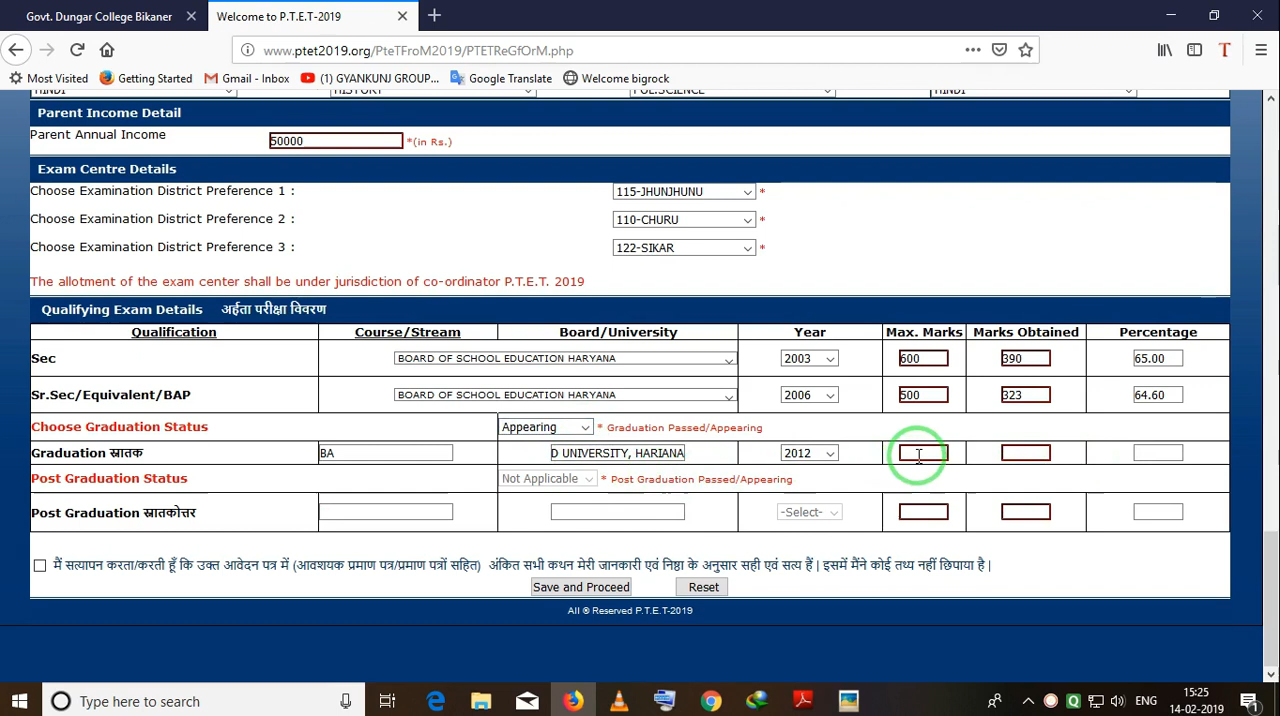 Govt. Dungar College Bikaner
Welcome to P.T.E.T-2019
www.ptet2019.org/PteTFroM2019/PTETReGfOrM.php
Most Visited Getting Started Gmail - Inbox (1) GYANKUNJ GROUP... Google Translate Welcome bigrock
HINDI HISTORY POL.SCIENCE HINDI
Parent Income Detail
Parent Annual Income 50000 *(in Rs.)
Exam Centre Details
Choose Examination District Preference 1 : 115-JHUNJHUNU *
Choose Examination District Preference 2 : 110-CHURU *
Choose Examination District Preference 3 : 122-SIKAR *
The allotment of the exam center shall be under jurisdiction of co-ordinator P.T.E.T. 2019
Qualifying Exam Details अर्हता परीक्षा विवरण
Qualification Course/Stream Board/University Year Max. Marks Marks Obtained Percentage
Sec BOARD OF SCHOOL EDUCATION HARYANA 2003 600 390 65.00
Sr.Sec/Equivalent/BAP BOARD OF SCHOOL EDUCATION HARYANA 2006 500 323 64.60
Choose Graduation Status Appearing * Graduation Passed/Appearing
Graduation स्नातक BA D UNIVERSITY, HARIANA 2012
Post Graduation Status Not Applicable * Post Graduation Passed/Appearing
Post Graduation स्नातकोत्तर -Select-
मैं सत्यापन करता/करती हूँ कि उक्त आवेदन पत्र में (आवशयक प्रमाण पत्र/प्रमाण पत्रों सहित) अंकित सभी कथन मेरी जानकारी एवं निष्ठा के अनुसार सही एवं सत्य हैं | इसमें मैंने कोई तथ्य नहीं छिपाया है |
Save and Proceed Reset
All ® Reserved P.T.E.T-2019
Type here to search
ENG
15:25
14-02-2019